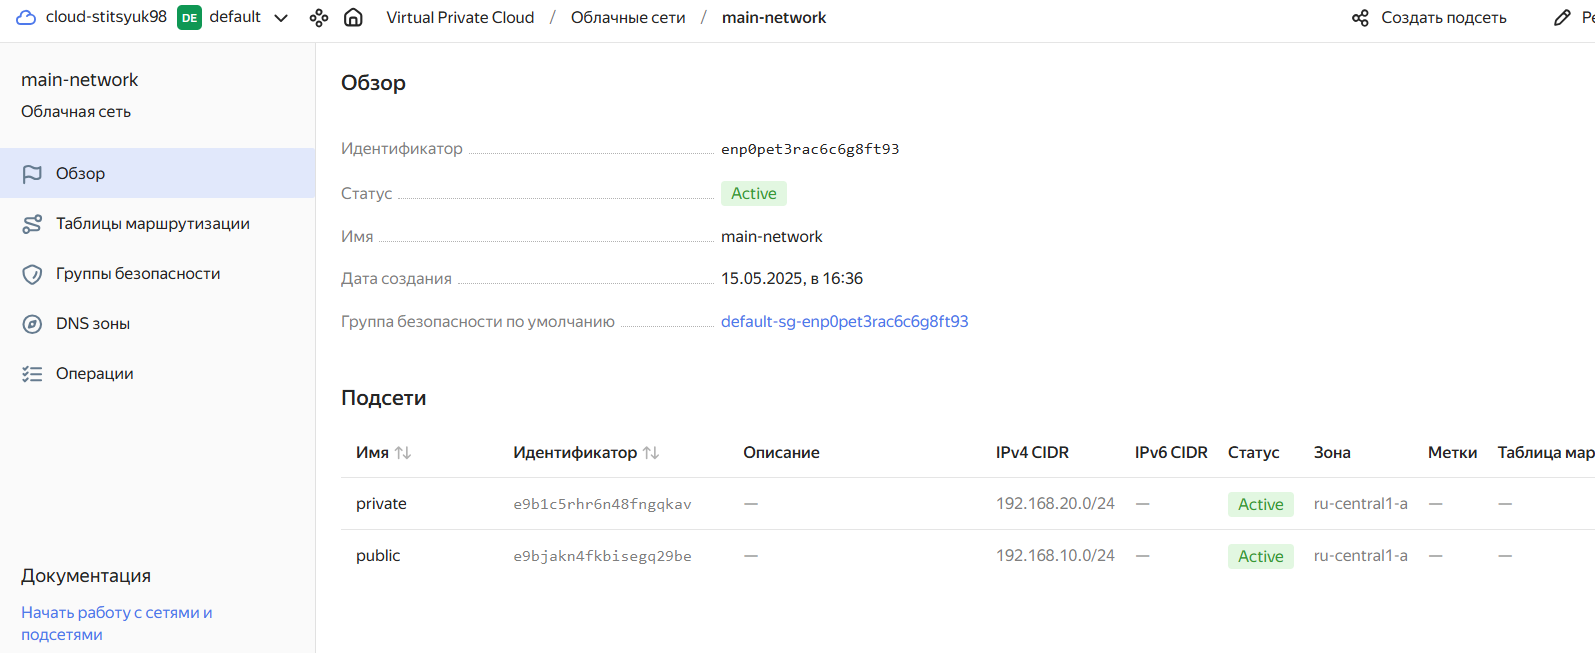 cloud-stitsyuk98 DE default Virtual Private Cloud / Облачные сети / main-network Создать подсеть
main-network
Облачная сеть
Обзор
Таблицы маршрутизации
Группы безопасности
DNS зоны
Операции
Документация
Начать работу с сетями и
подсетями
Обзор
Идентификатор enp0pet3rac6c6g8ft93
Статус Active
Имя main-network
Дата создания 15.05.2025, в 16:36
Группа безопасности по умолчанию default-sg-enp0pet3rac6c6g8ft93
Подсети
Имя Идентификатор Описание IPv4 CIDR IPv6 CIDR Статус Зона Метки Таблица мар
private e9b1c5rhr6n48fngqkav — 192.168.20.0/24 — Active ru-central1-a — —
public e9bjakn4fkbisegq29be — 192.168.10.0/24 — Active ru-central1-a — —